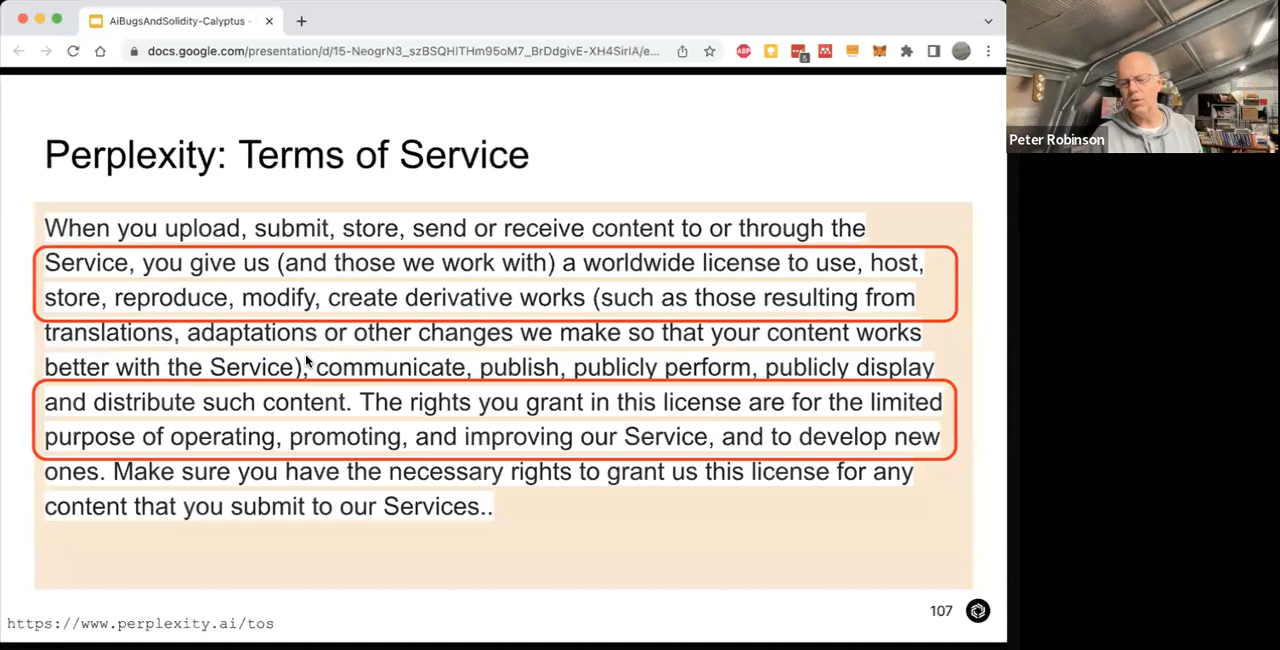 AiBugsAndSolidity-Calyptus -
docs.google.com/presentation/d/15-NeogrN3_szBSQHlTHm95oM7_BrDdgivE-XH4SirIA/e...
ABP
5
Peter Robinson
Perplexity: Terms of Service
When you upload, submit, store, send or receive content to or through the
Service, you give us (and those we work with) a worldwide license to use, host,
store, reproduce, modify, create derivative works (such as those resulting from
translations, adaptations or other changes we make so that your content works
better with the Service), communicate, publish, publicly perform, publicly display
and distribute such content. The rights you grant in this license are for the limited
purpose of operating, promoting, and improving our Service, and to develop new
ones. Make sure you have the necessary rights to grant us this license for any
content that you submit to our Services..
107
https://www.perplexity.ai/tos